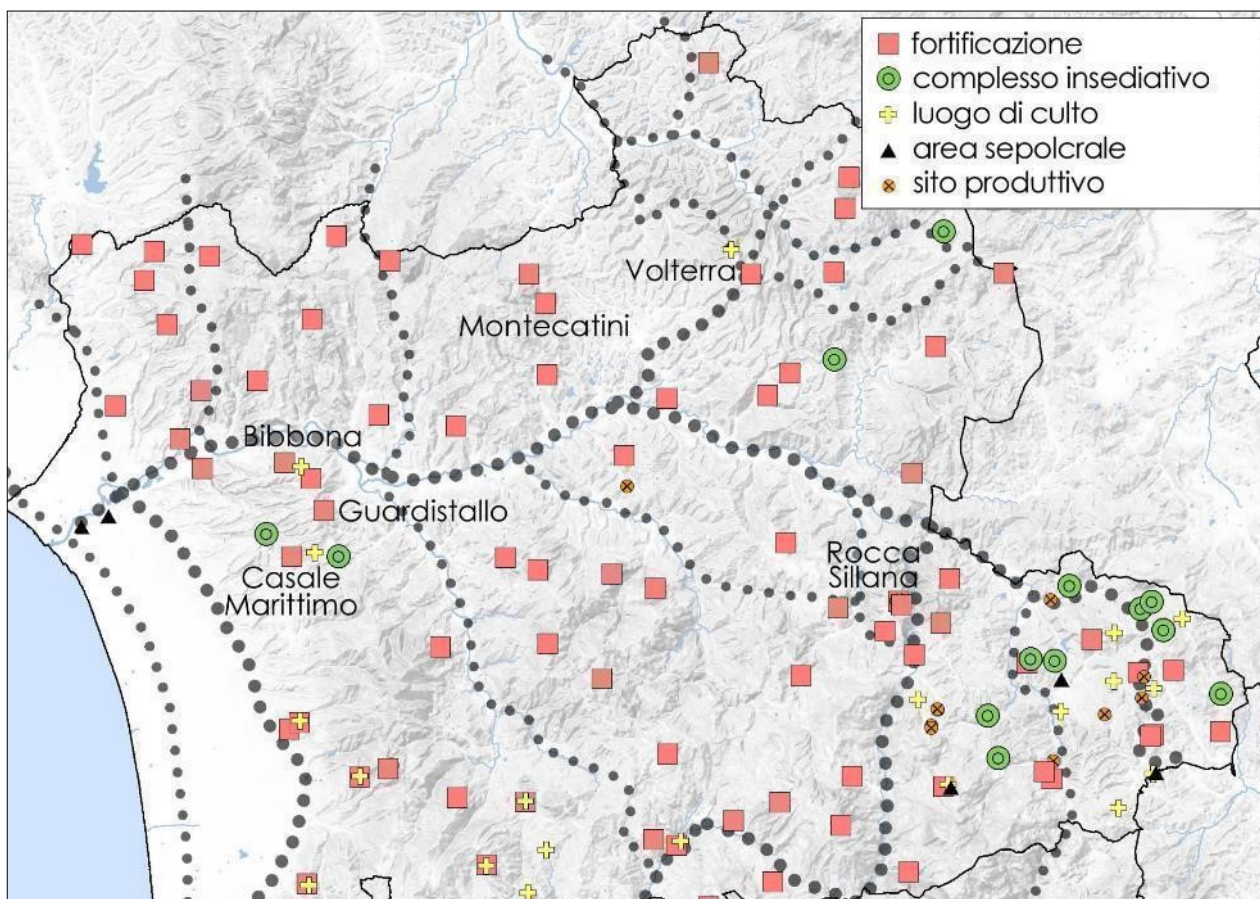 fortificazione
complesso insediativo
luogo di culto
area sepolcrale
sito produttivo
Volterra
Montecatini
Bibbona
Guardistallo
Casale
Marittimo
Rocca
Sillana